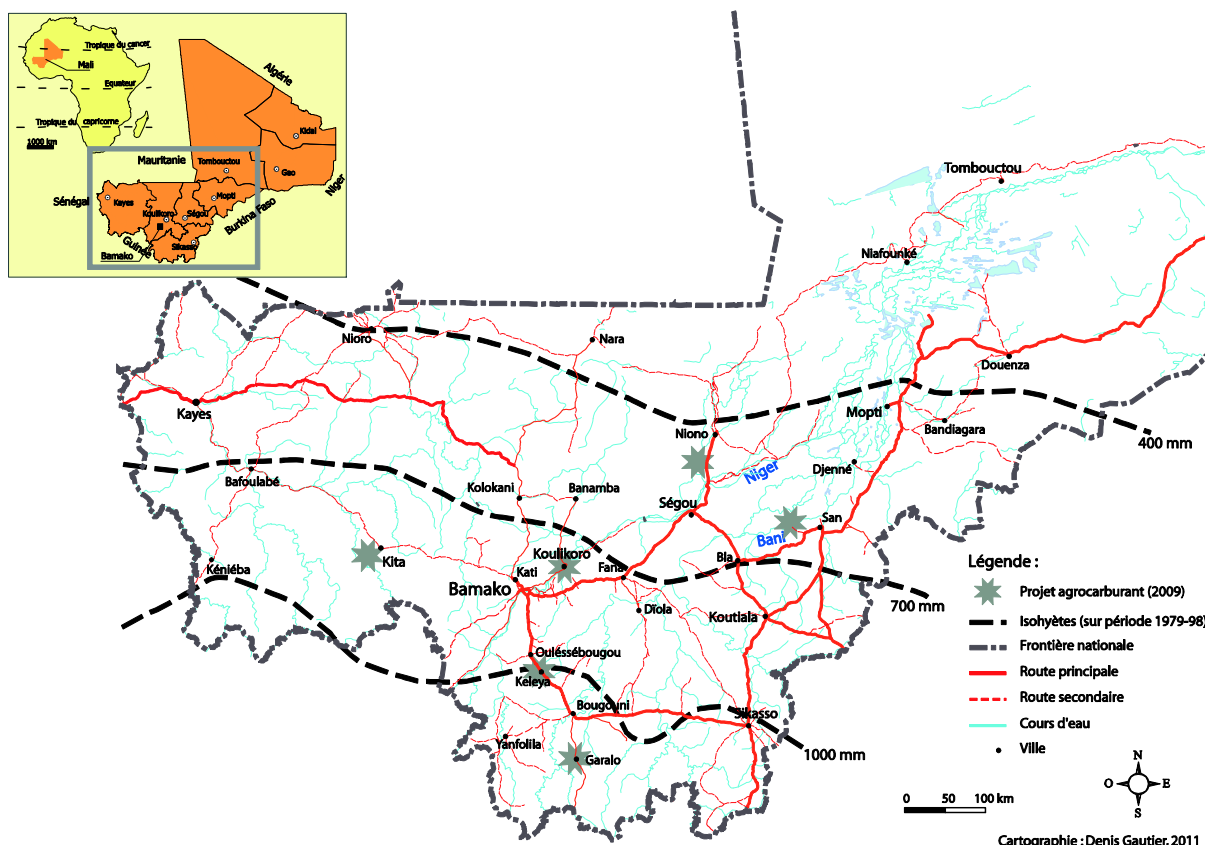 Tropique du cancer
Mali
Equateur
Tropique du capricorne
1000 km
Algérie
Kidal
Mauritanie
Tombouctou
Gao
Niger
Sénégal
Kayes
Mopti
Koulikoro
Ségou
Burkina Faso
Guinée
Sikasso
Bamako
Tombouctou
Niafounké
Nioro
Nara
Douenza
Kayes
Mopti
Bandiagara
400 mm
Niono
Niger
Djenné
Bafoulabé
Kolokani
Banamba
Ségou
San
Bani
Kita
Koulikoro
Bla
Kéniéba
Kati
Fana
Bamako
700 mm
Dïola
Koutiala
Ouléssébougou
Keleya
Bougouni
Sikasso
Yanfolila
Garalo
1000 mm
Légende :
Projet agrocarburant (2009)
Isohyètes (sur période 1979-98)
Frontière nationale
Route principale
Route secondaire
Cours d'eau
Ville
N
O E
S
0 50 100 km
Cartographie : Denis Gautier, 2011